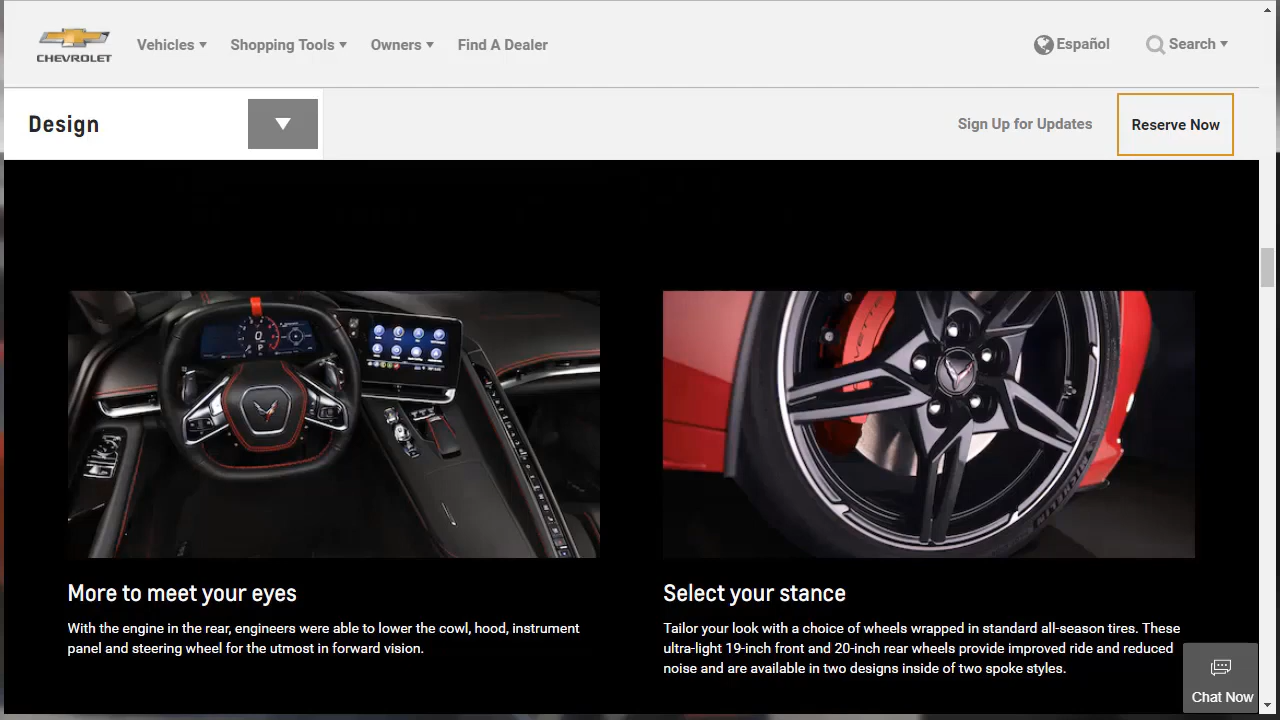 CHEVROLET
Vehicles
Shopping Tools
Owners
Find A Dealer
Español
Search
Design
Sign Up for Updates
Reserve Now
More to meet your eyes
With the engine in the rear, engineers were able to lower the cowl, hood, instrument
panel and steering wheel for the utmost in forward vision.
Select your stance
Tailor your look with a choice of wheels wrapped in standard all-season tires. These
ultra-light 19-inch front and 20-inch rear wheels provide improved ride and reduced
noise and are available in two designs inside of two spoke styles.
Chat Now
MICHELIN